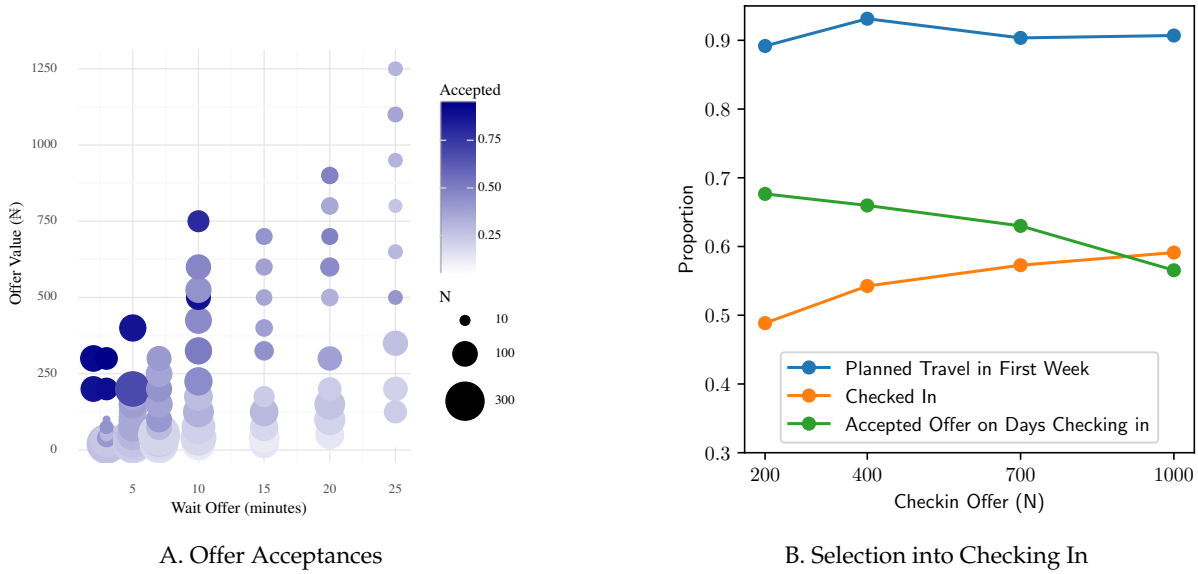 Offer Value (₦)
1250
1000
750
500
250
0
5
10
15
20
25
Wait Offer (minutes)
Accepted
0.75
0.50
0.25
N
10
100
300
A. Offer Acceptances
Proportion
0.9
0.8
0.7
0.6
0.5
0.4
0.3
Planned Travel in First Week
Checked In
Accepted Offer on Days Checking in
200
400
700
1000
Checkin Offer (N)
B. Selection into Checking In